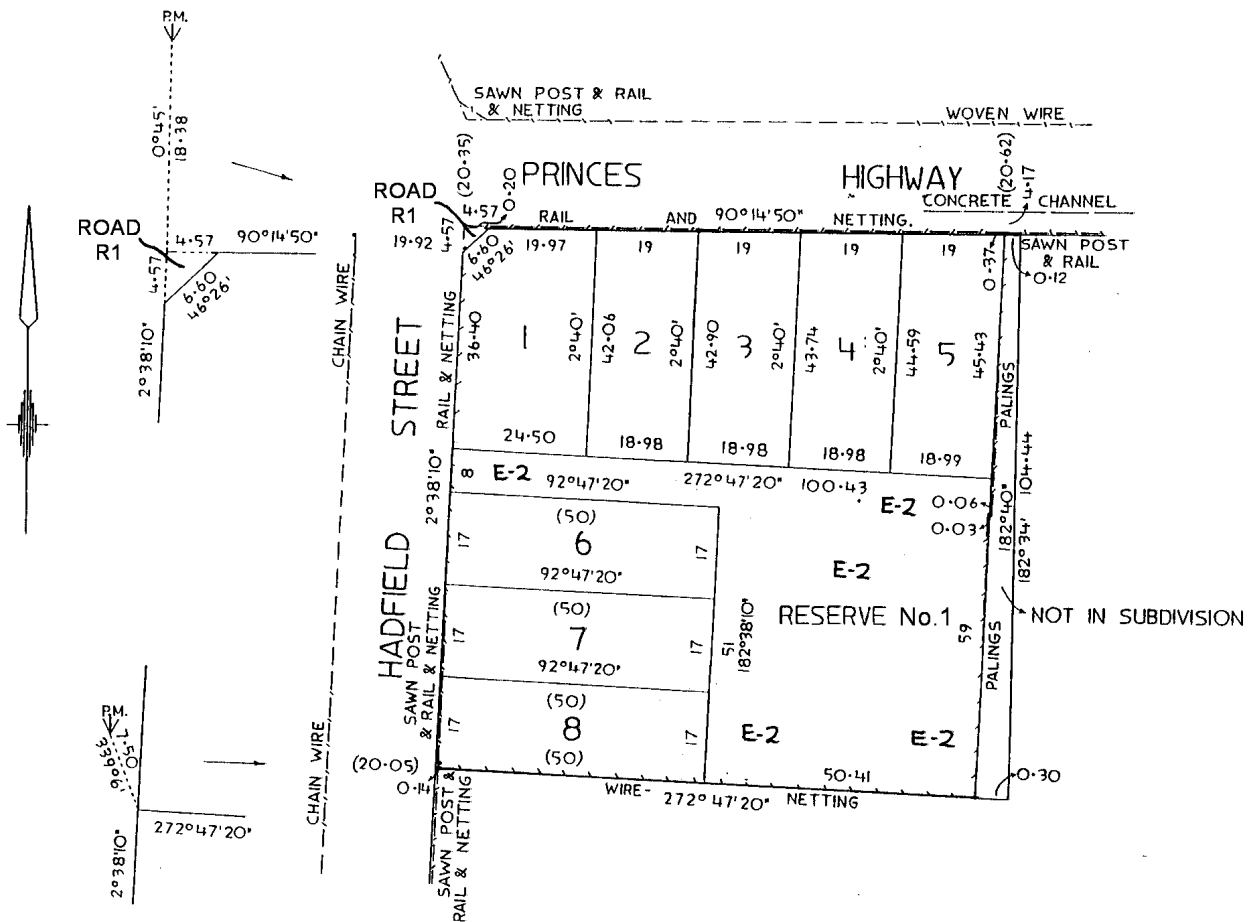 P.M.
0°45'
18·38
ROAD
R1
4·57
90°14'50"
4·57
6·60
46°26'
2°38'10"
SAWN POST & RAIL
& NETTING
WOVEN WIRE
(20·35)
0·20
PRINCES HIGHWAY
(20·62)
4·17
CONCRETE CHANNEL
ROAD
R1
4·57
4·57
6·60
46°26'
RAIL AND 90°14'50" NETTING.
19·92
19·97
19
19
19
19
SAWN POST
& RAIL
0·37
0·12
CHAIN WIRE
STREET
RAIL & NETTING
36·40
1
2°40'
42·06
2
2°40'
42·90
3
2°40'
43·74
4
2°40'
44·59
5
45·43
PALINGS
24·50
18·98
18·98
18·98
18·99
104·44
8
E-2
92°47'20"
272°47'20" 100·43
E-2
0·06
0·03
182°40"
182°34'
2°38'10"
HADFIELD
SAWN POST
& RAIL & NETTING
17
(50)
6
17
92°47'20"
E-2
17
(50)
7
17
92°47'20"
51
182°38'10"
RESERVE No.1
59
NOT IN SUBDIVISION
PALINGS
17
(50)
8
(50)
17
E-2
E-2
CHAIN WIRE
(20·05)
0·14
WIRE- 272°47'20" NETTING
50·41
0·30
SAWN POST &
RAIL & NETTING
P.M.
272°47'20"
2°38'10"